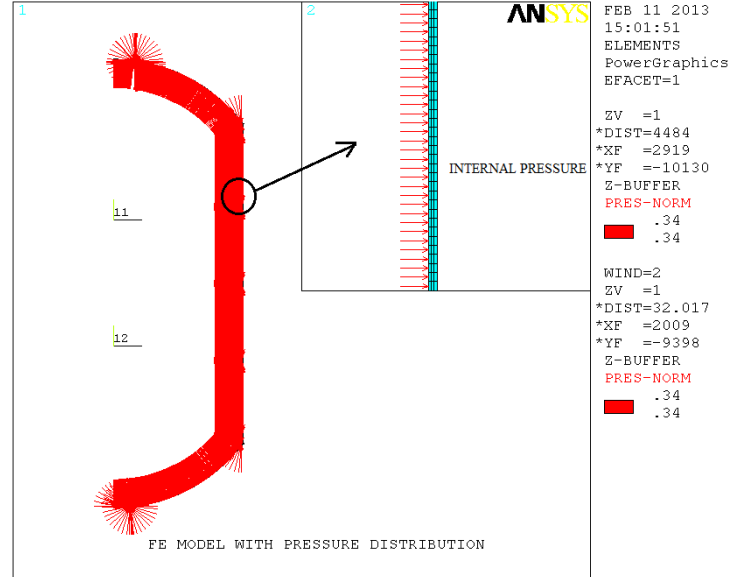 1
2
ANSYS
INTERNAL PRESSURE
11
12
FE MODEL WITH PRESSURE DISTRIBUTION
FEB 11 2013
15:01:51
ELEMENTS
PowerGraphics
EFACET=1
ZV =1
*DIST=4484
*XF =2919
*YF =-10130
Z-BUFFER
PRES-NORM
.34
.34
WIND=2
ZV =1
*DIST=32.017
*XF =2009
*YF =-9398
Z-BUFFER
PRES-NORM
.34
.34